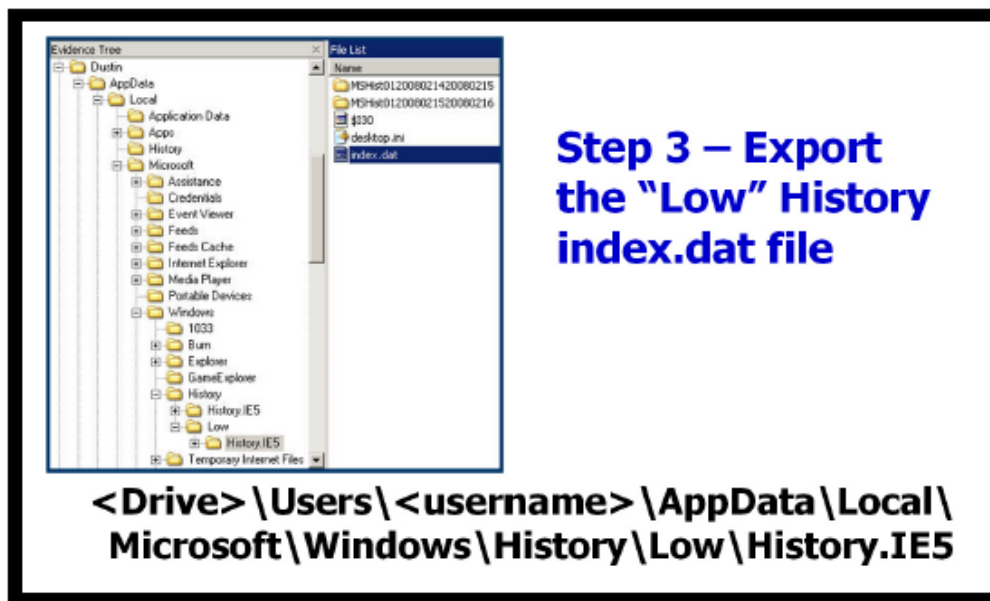 Evidence Tree
Dustin
AppData
Local
Application Data
Apps
History
Microsoft
Assistance
Credentials
Event Viewer
Feeds
Feeds Cache
Internet Explorer
Media Player
Portable Devices
Windows
1033
Burn
Explorer
GameExplorer
History
History.IE5
Low
History.IE5
Temporary Internet Files
File List
Name
MSHist012008021420080215
MSHist012008021520080216
$I30
desktop.ini
index.dat
Step 3 – Export
the “Low” History
index.dat file
<Drive>\Users\<username>\AppData\Local\
Microsoft\Windows\History\Low\History.IE5